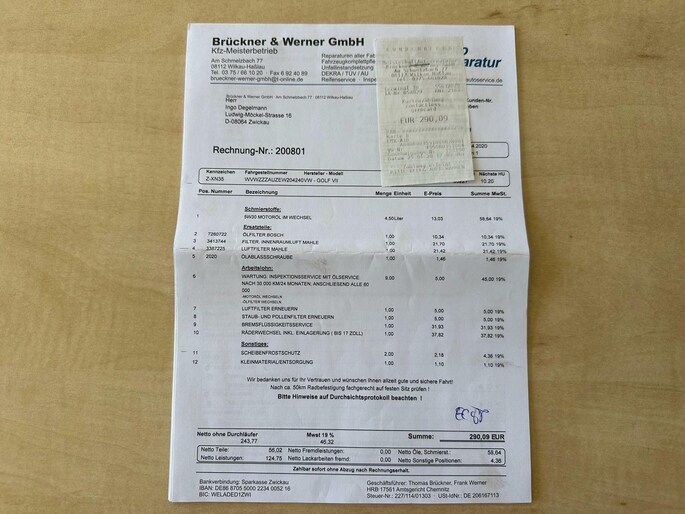 Brückner & Werner GmbH
Kfz-Meisterbetrieb
Am Schmelzbach 77
08112 Wilkau-Haßlau
Tel. 03 75 / 66 10 20 · Fax 6 92 40 89
brueckner-werner-gmbh@t-online.de
Reparaturen aller
Fahrzeugkomplettpfle
Unfallinstandsetzung
DEKRA / TÜV / AU
Reifenservice
paratur
autoservice.de
Brückner & Werner GmbH · Am Schmelzbach 77 · 08112 Wilkau-Haßlau
Herr
Ingo Degelmann
Ludwig-Möckel-Strasse 16
D-08064 Zwickau
Kunden-Nr.
2020
EUR 290,09
Rechnung-Nr.: 200801
Kennzeichen Fahrgestellnummer Hersteller - Modell Nächste HU
Z-XN35 WVWZZZAUZEW204240 VW - GOLF VII 10.20
Pos. Nummer Bezeichnung Menge Einheit E-Preis Summe MwSt.
Schmierstoffe:
1 5W30 MOTORÖL IM WECHSEL 4,50 Liter 13,03 58,64 19%
Ersatzteile:
2 7260722 ÖLFILTER BOSCH 1,00 10,34 10,34 19%
3 3413744 FILTER, INNENRAUMLUFT MAHLE 1,00 21,70 21,70 19%
4 3387225 LUFTFILTER MAHLE 1,00 21,42 21,42 19%
5 2020 ÖLABLASSCHRAUBE 1,00 1,46 1,46 19%
Arbeitslohn:
6 WARTUNG: INSPEKTIONSSERVICE MIT ÖLSERVICE, 9,00 5,00 45,00 19%
NACH 30 000 KM/24 MONATEN, ANSCHLIESSEND ALLE 60
000
-MOTORÖL WECHSELN
-ÖLFILTER WECHSELN
7 LUFTFILTER ERNEUERN 1,00 5,00 5,00 19%
8 STAUB- UND POLLENFILTER ERNEUERN 1,00 5,00 5,00 19%
9 BREMSFLÜSSIGKEITSSERVICE 1,00 31,93 31,93 19%
10 RÄDERWECHSEL INKL. EINLAGERUNG ( BIS 17 ZOLL) 1,00 37,82 37,82 19%
Sonstiges:
11 SCHEIBENFROSTSCHUTZ 2,00 2,18 4,36 19%
12 KLEINMATERIAL/ENTSORGUNG 1,00 1,10 1,10 19%
Wir bedanken uns für Ihr Vertrauen und wünschen Ihnen allzeit gute und sichere Fahrt!
Nach ca. 50km Radbefestigung fachgerecht auf festen Sitz prüfen !
Bitte Hinweise auf Durchsichtsprotokoll beachten !
Netto ohne Durchläufer Mwst 19 % Summe: 290,09 EUR
243,77 46,32
Netto Teile: 56,02 Netto Fremdleistungen: 0,00 Netto Öle, Schmierst.: 58,64
Netto Leistungen: 124,75 Netto Lackarbeiten fremd: 0,00 Netto Sonstige Positionen: 4,36
Zahlbar sofort ohne Abzug nach Rechnungserhalt.
Bankverbindung: Sparkasse Zwickau
IBAN: DE86 8705 5000 2234 0052 16
BIC: WELADED1ZWI
Geschäftsführer: Thomas Brückner, Frank Werner
HRB 17561 Amtsgericht Chemnitz
Steuer-Nr.: 227/114/01303 · USt-IdNr.: DE 206167113